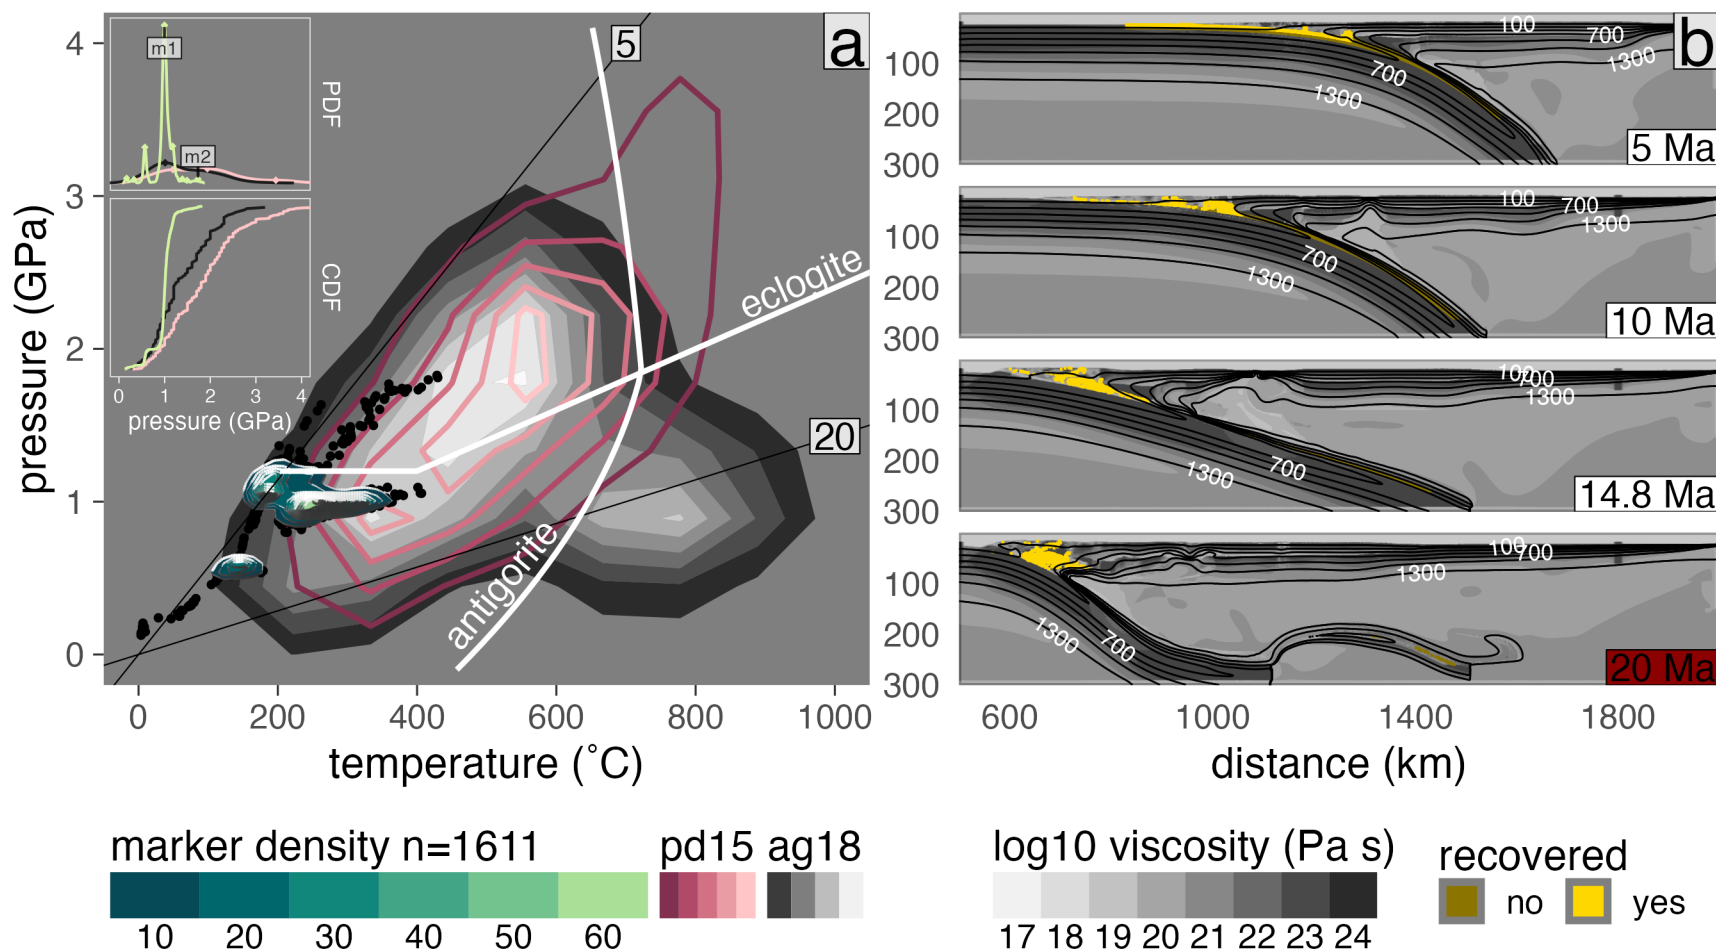 a
4
3
2
1
0
pressure (GPa)
0
200
400
600
800
1000
temperature (˚C)
5
20
eclogite
antigorite
m1
m2
PDF
CDF
0 1 2 3 4
pressure (GPa)
b
100
200
300
100
700
1300
700
1300
5 Ma
100
200
300
100
700
1300
700
1300
10 Ma
100
200
300
100
700
1300
700
1300
14.8 Ma
100
200
300
100
700
1300
1300
700
20 Ma
600
1000
1400
1800
distance (km)
marker density n=1611
10 20 30 40 50 60
pd15
ag18
log10 viscosity (Pa s)
17 18 19 20 21 22 23 24
recovered
no
yes